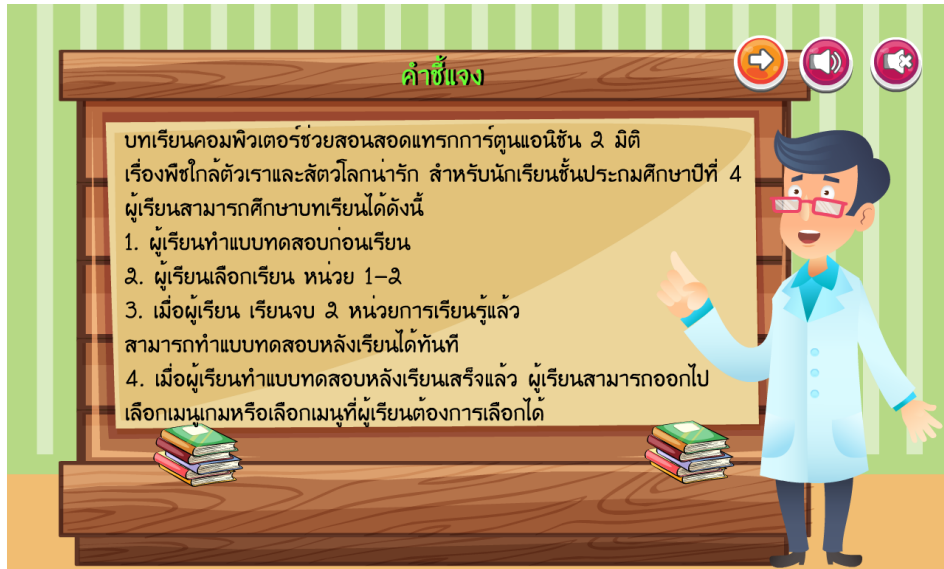 คำชี้แจง
บทเรียนคอมพิวเตอร์ช่วยสอนสอดแทรกการ์ตูนแอนิชัน 2 มิติ
เรื่องพืชใกล้ตัวเราและสัตว์โลกน่ารัก สำหรับนักเรียนชั้นประถมศึกษาปีที่ 4
ผู้เรียนสามารถศึกษาบทเรียนได้ดังนี้
1. ผู้เรียนทำแบบทดสอบก่อนเรียน
2. ผู้เรียนเลือกเรียน หน่วย 1-2
3. เมื่อผู้เรียน เรียนจบ 2 หน่วยการเรียนรู้แล้ว
สามารถทำแบบทดสอบหลังเรียนได้ทันที
4. เมื่อผู้เรียนทำแบบทดสอบหลังเรียนเสร็จแล้ว ผู้เรียนสามารถออกไป
เลือกเมนูเกมหรือเลือกเมนูที่ผู้เรียนต้องการเลือกได้